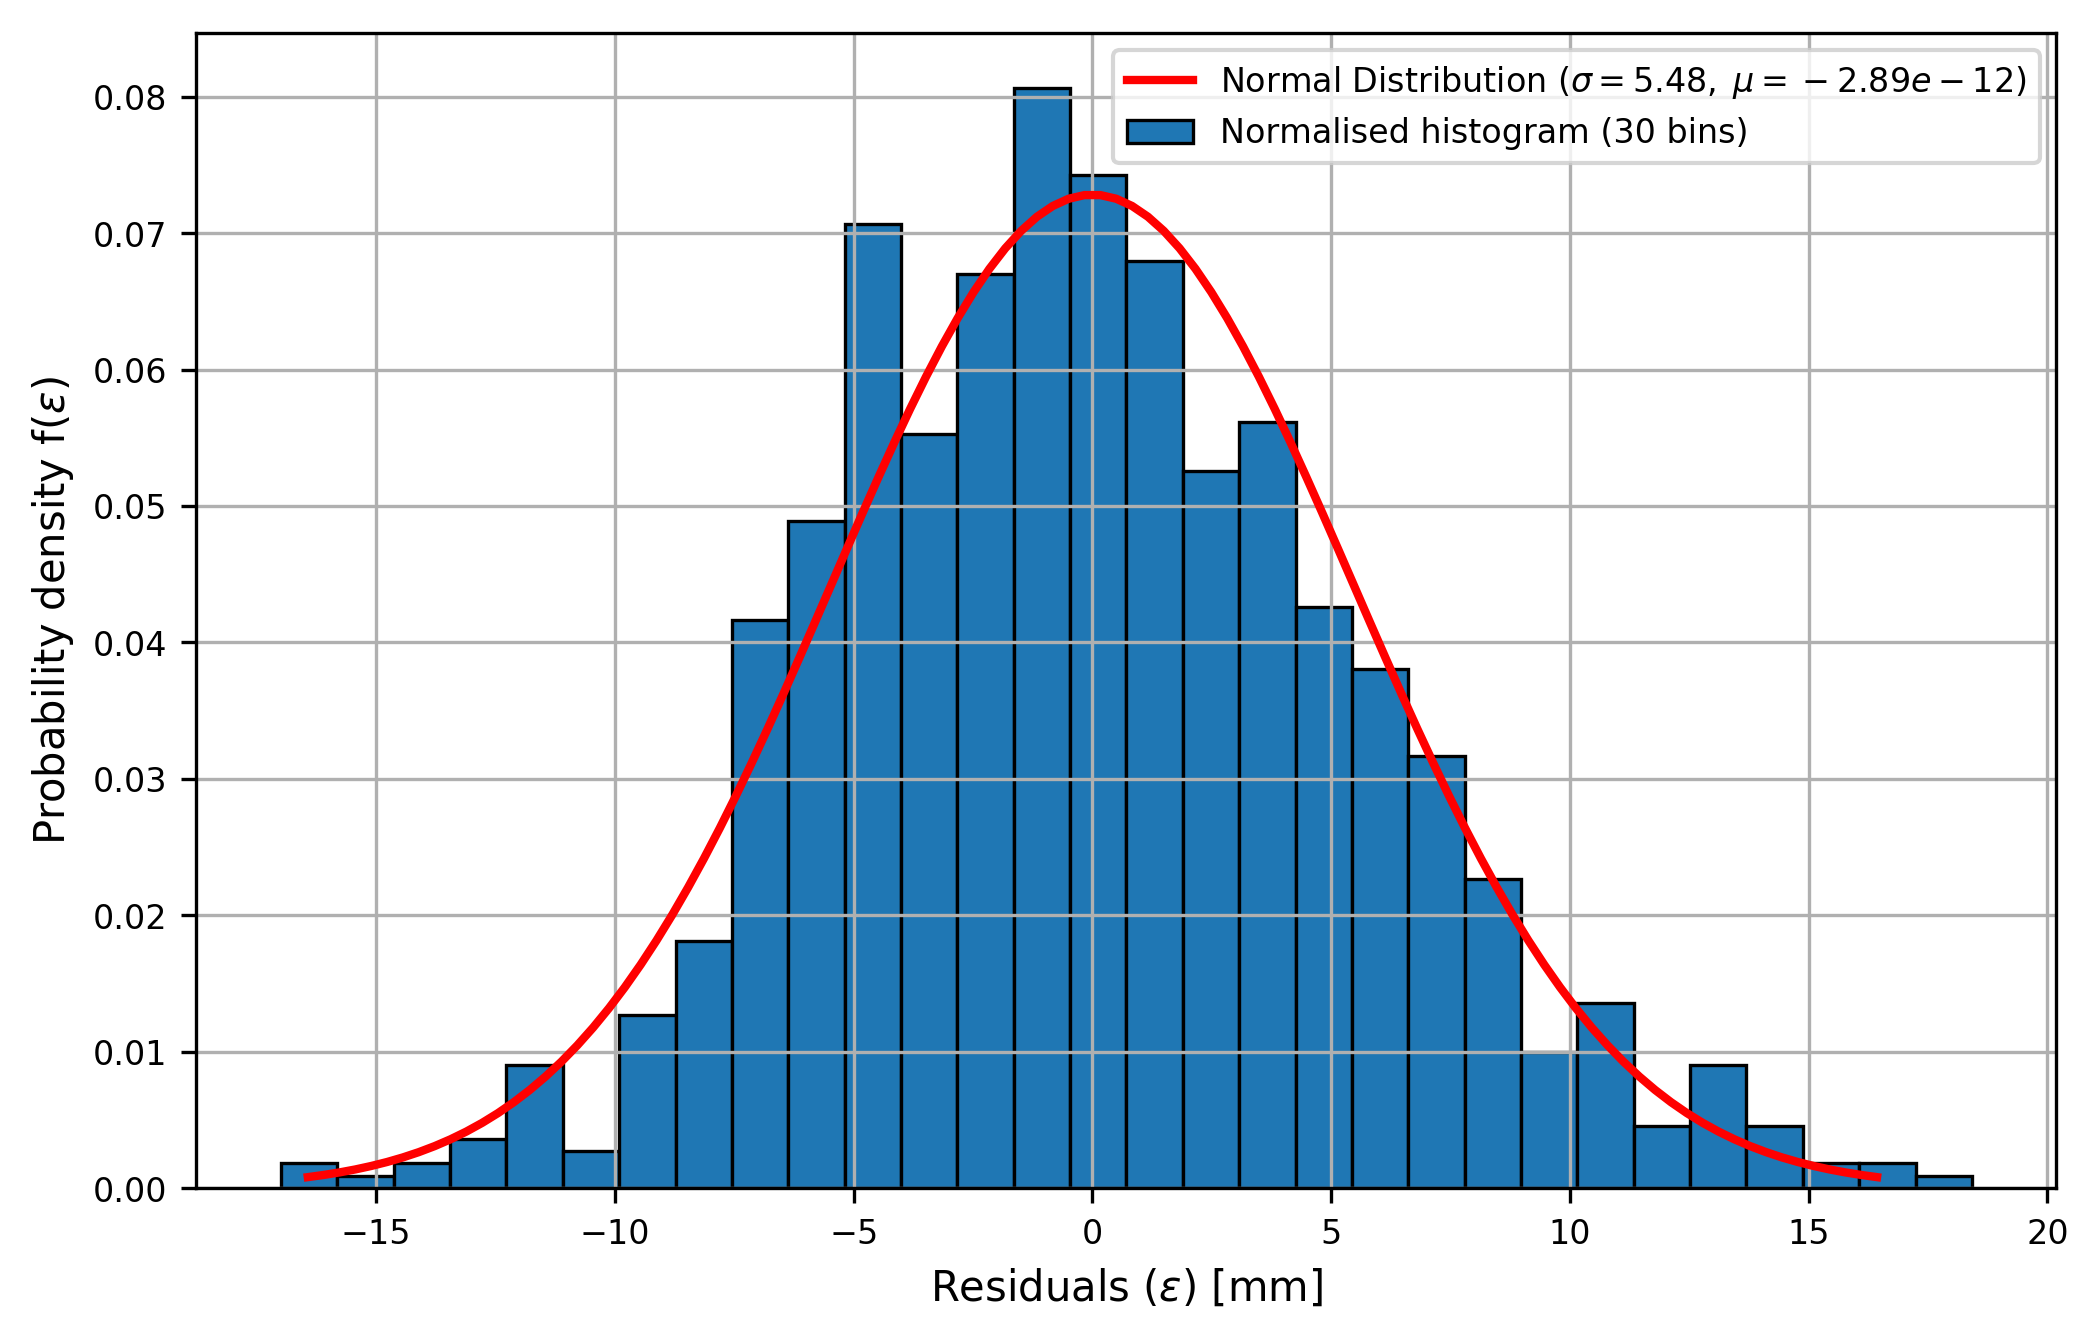 Normal Distribution (σ = 5.48, μ = −2.89e − 12)
Normalised histogram (30 bins)
0.08
0.07
0.06
0.05
0.04
0.03
0.02
0.01
0.00
Probability density f(ε)
−15 −10 −5 0 5 10 15 20
Residuals (ε) [mm]